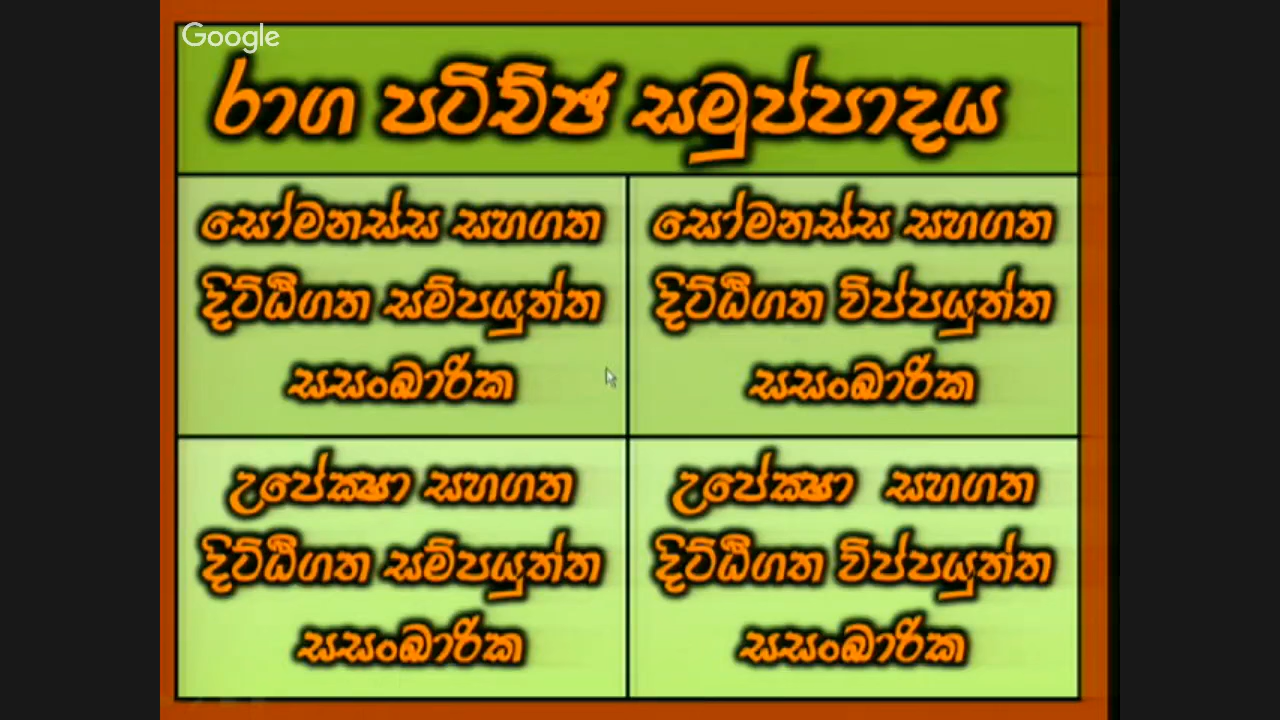 Google
රාග පටිච්ඡ සමුප්පාදය
සෝමනස්ස සහගත
දිට්ඨිගත සම්පයුත්ත
සසංඛාරික
සෝමනස්ස සහගත
දිට්ඨිගත විප්පයුත්ත
සසංඛාරික
උපේක්‍ෂා සහගත
දිට්ඨිගත සම්පයුත්ත
සසංඛාරික
උපේක්‍ෂා සහගත
දිට්ඨිගත විප්පයුත්ත
සසංඛාරික